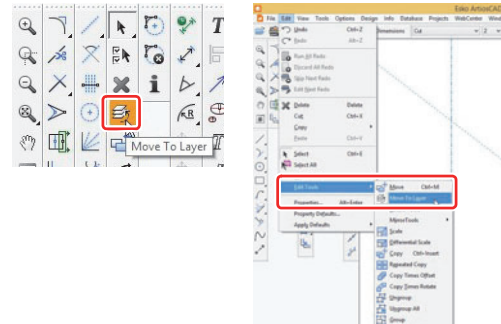 T
i
R
Move To Layer
Esko ArtiosCAD
File Edit View Tools Options Design Info Database Projects WebCenter
Undo Ctrl+Z
Redo Alt+Z
Dimensions Cut 2 2
Run All Redo
Discard All Redo
Skip Next Redo
Edit Next Redo
Delete Delete
Cut Ctrl+X
Copy
Paste Ctrl+V
Select Ctrl+E
Select All
Edit Tools
Move Ctrl+M
Move To Layer
Properties... Alt+Enter
Property Defaults...
Apply Defaults
MirrorTools
Scale
Differential Scale
Copy Ctrl+Insert
Repeated Copy
Copy Times Offset
Copy Times Rotate
Ungroup
Ungroup All
Group